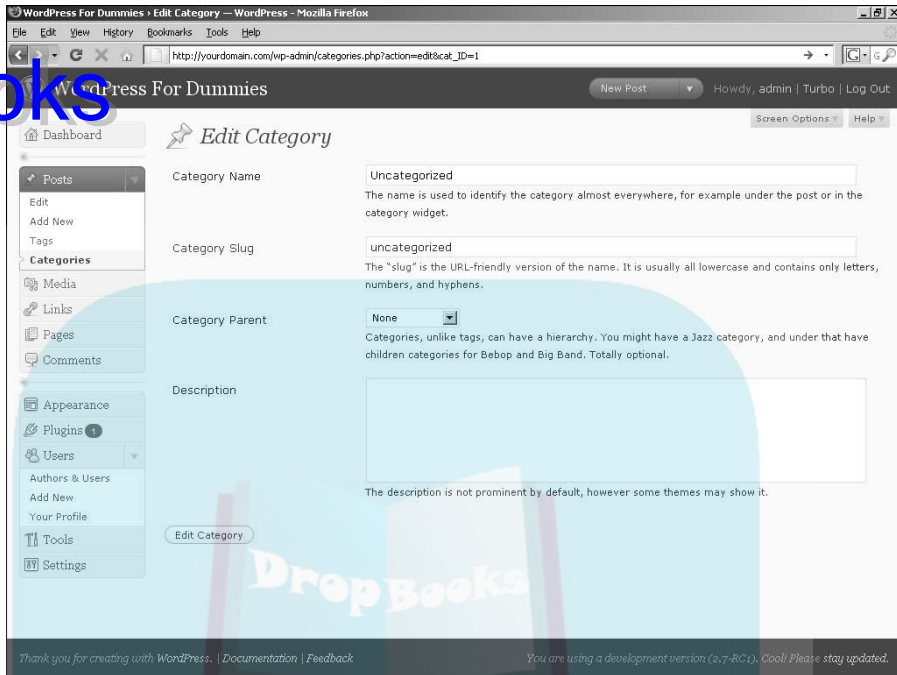 WordPress For Dummies › Edit Category — WordPress - Mozilla Firefox
File Edit View History Bookmarks Tools Help
http://yourdomain.com/wp-admin/categories.php?action=edit&cat_ID=1
WordPress For Dummies
New Post
Howdy, admin | Turbo | Log Out
oks
Screen Options
Help
Dashboard
Edit Category
Posts
Edit
Add New
Tags
Categories
Media
Links
Pages
Comments
Appearance
Plugins 1
Users
Authors & Users
Add New
Your Profile
Tools
Settings
Category Name
Uncategorized
The name is used to identify the category almost everywhere, for example under the post or in the
category widget.
Category Slug
uncategorized
The "slug" is the URL-friendly version of the name. It is usually all lowercase and contains only letters,
numbers, and hyphens.
Category Parent
None
Categories, unlike tags, can have a hierarchy. You might have a Jazz category, and under that have
children categories for Bebop and Big Band. Totally optional.
Description
The description is not prominent by default, however some themes may show it.
Edit Category
DropBooks
Thank you for creating with WordPress. | Documentation | Feedback
You are using a development version (2.7-RC1). Cool! Please stay updated.